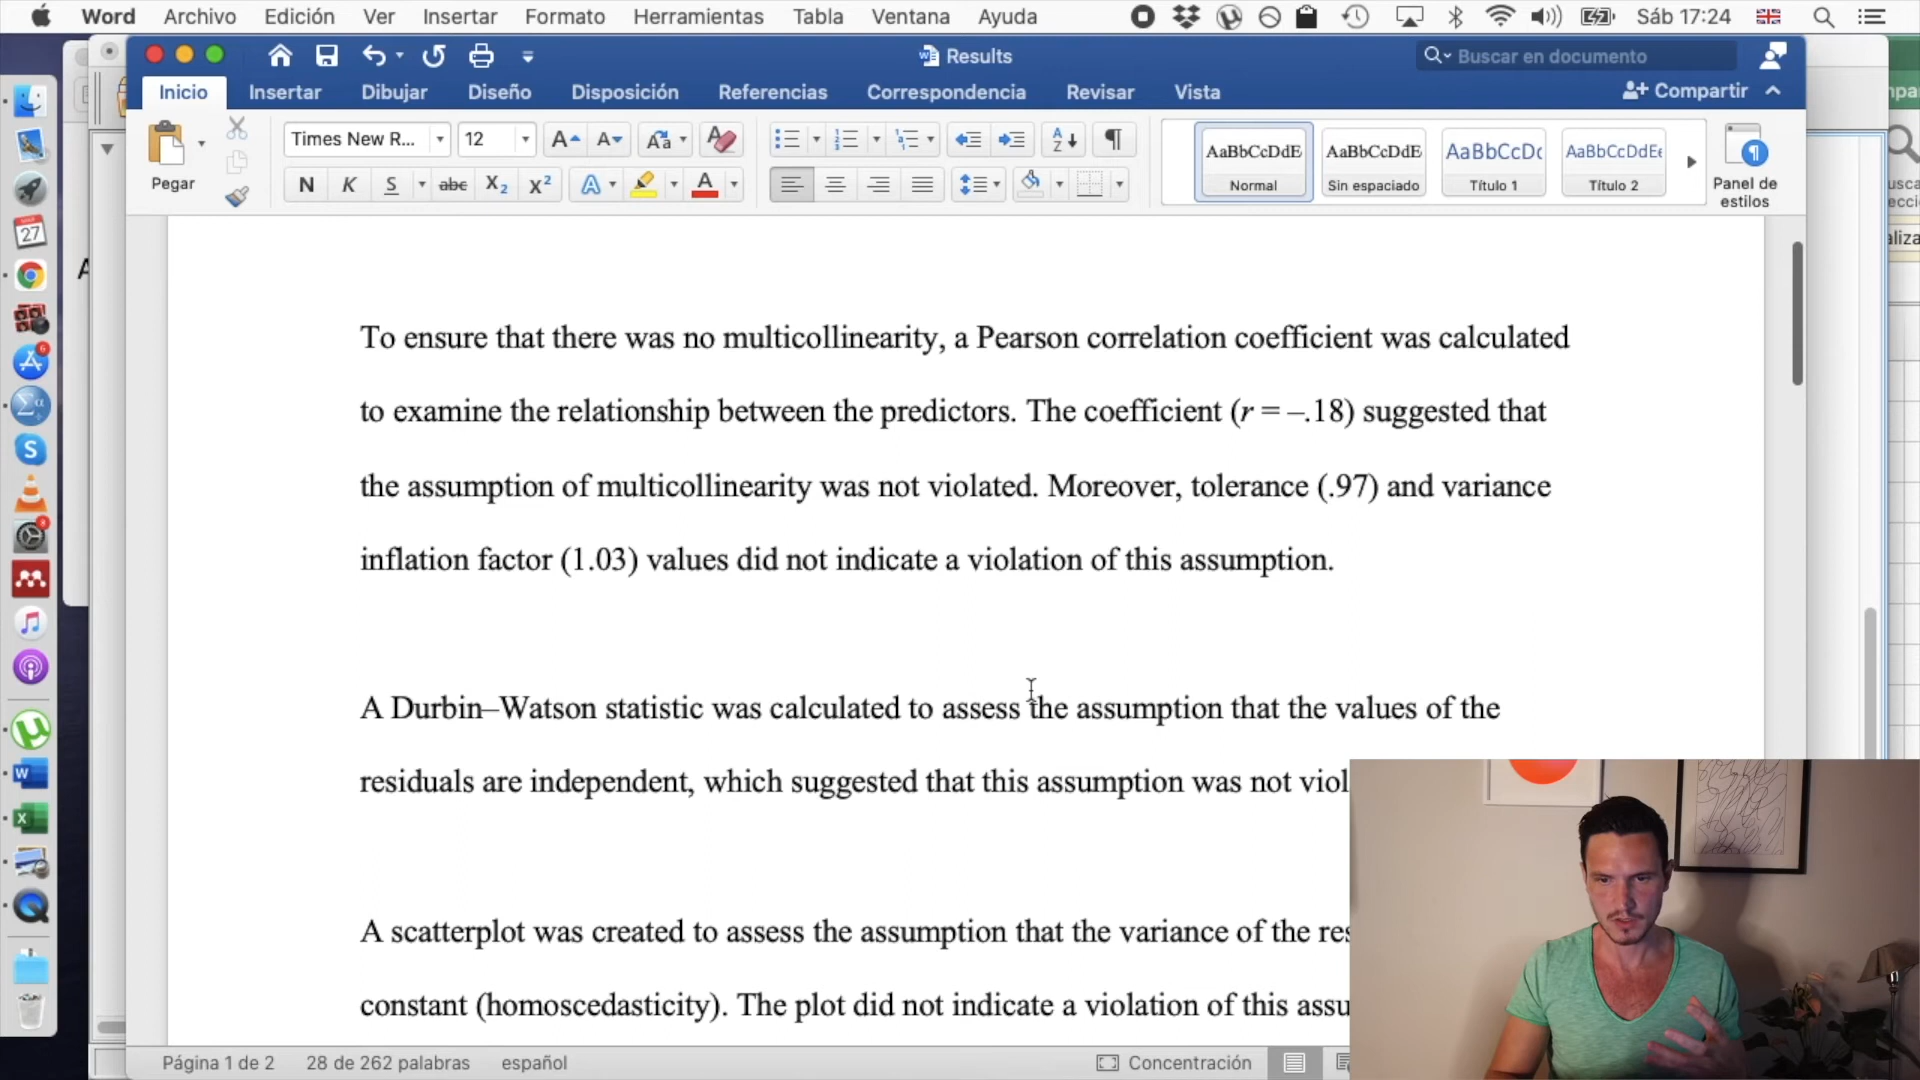 Word Archivo Edición Ver Insertar Formato Herramientas Tabla Ventana Ayuda Sáb 17:24
Results
Buscar en documento
Inicio Insertar Dibujar Diseño Disposición Referencias Correspondencia Revisar Vista Compartir
Pegar
Times New R... 12
N K S abc X2 X2 A A
AaBbCcDdE AaBbCcDdE AaBbCcDc AaBbCcDdEe
Normal Sin espaciado Título 1 Título 2
Panel de
estilos
To ensure that there was no multicollinearity, a Pearson correlation coefficient was calculated
to examine the relationship between the predictors. The coefficient (r = –.18) suggested that
the assumption of multicollinearity was not violated. Moreover, tolerance (.97) and variance
inflation factor (1.03) values did not indicate a violation of this assumption.
A Durbin–Watson statistic was calculated to assess the assumption that the values of the
residuals are independent, which suggested that this assumption was not viol
A scatterplot was created to assess the assumption that the variance of the res
constant (homoscedasticity). The plot did not indicate a violation of this assu
Página 1 de 2 28 de 262 palabras español Concentración